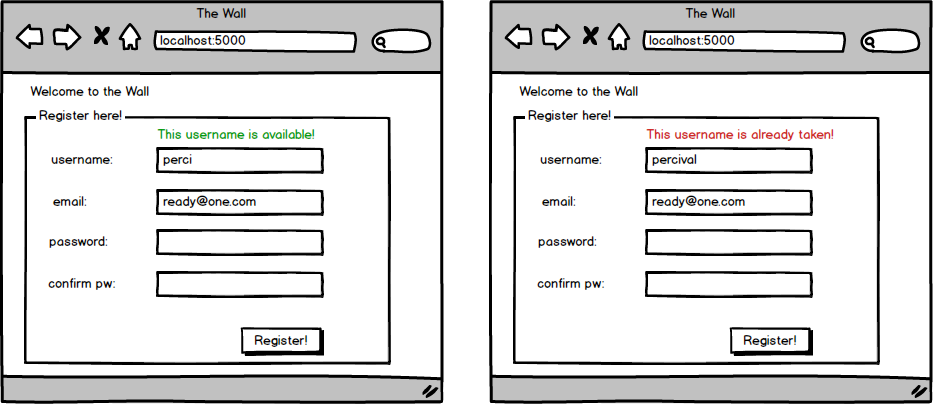 The Wall
localhost:5000
Welcome to the Wall
Register here!
This username is available!
username: perci
email: ready@one.com
password:
confirm pw:
Register!
The Wall
localhost:5000
Welcome to the Wall
Register here!
This username is already taken!
username: percival
email: ready@one.com
password:
confirm pw:
Register!